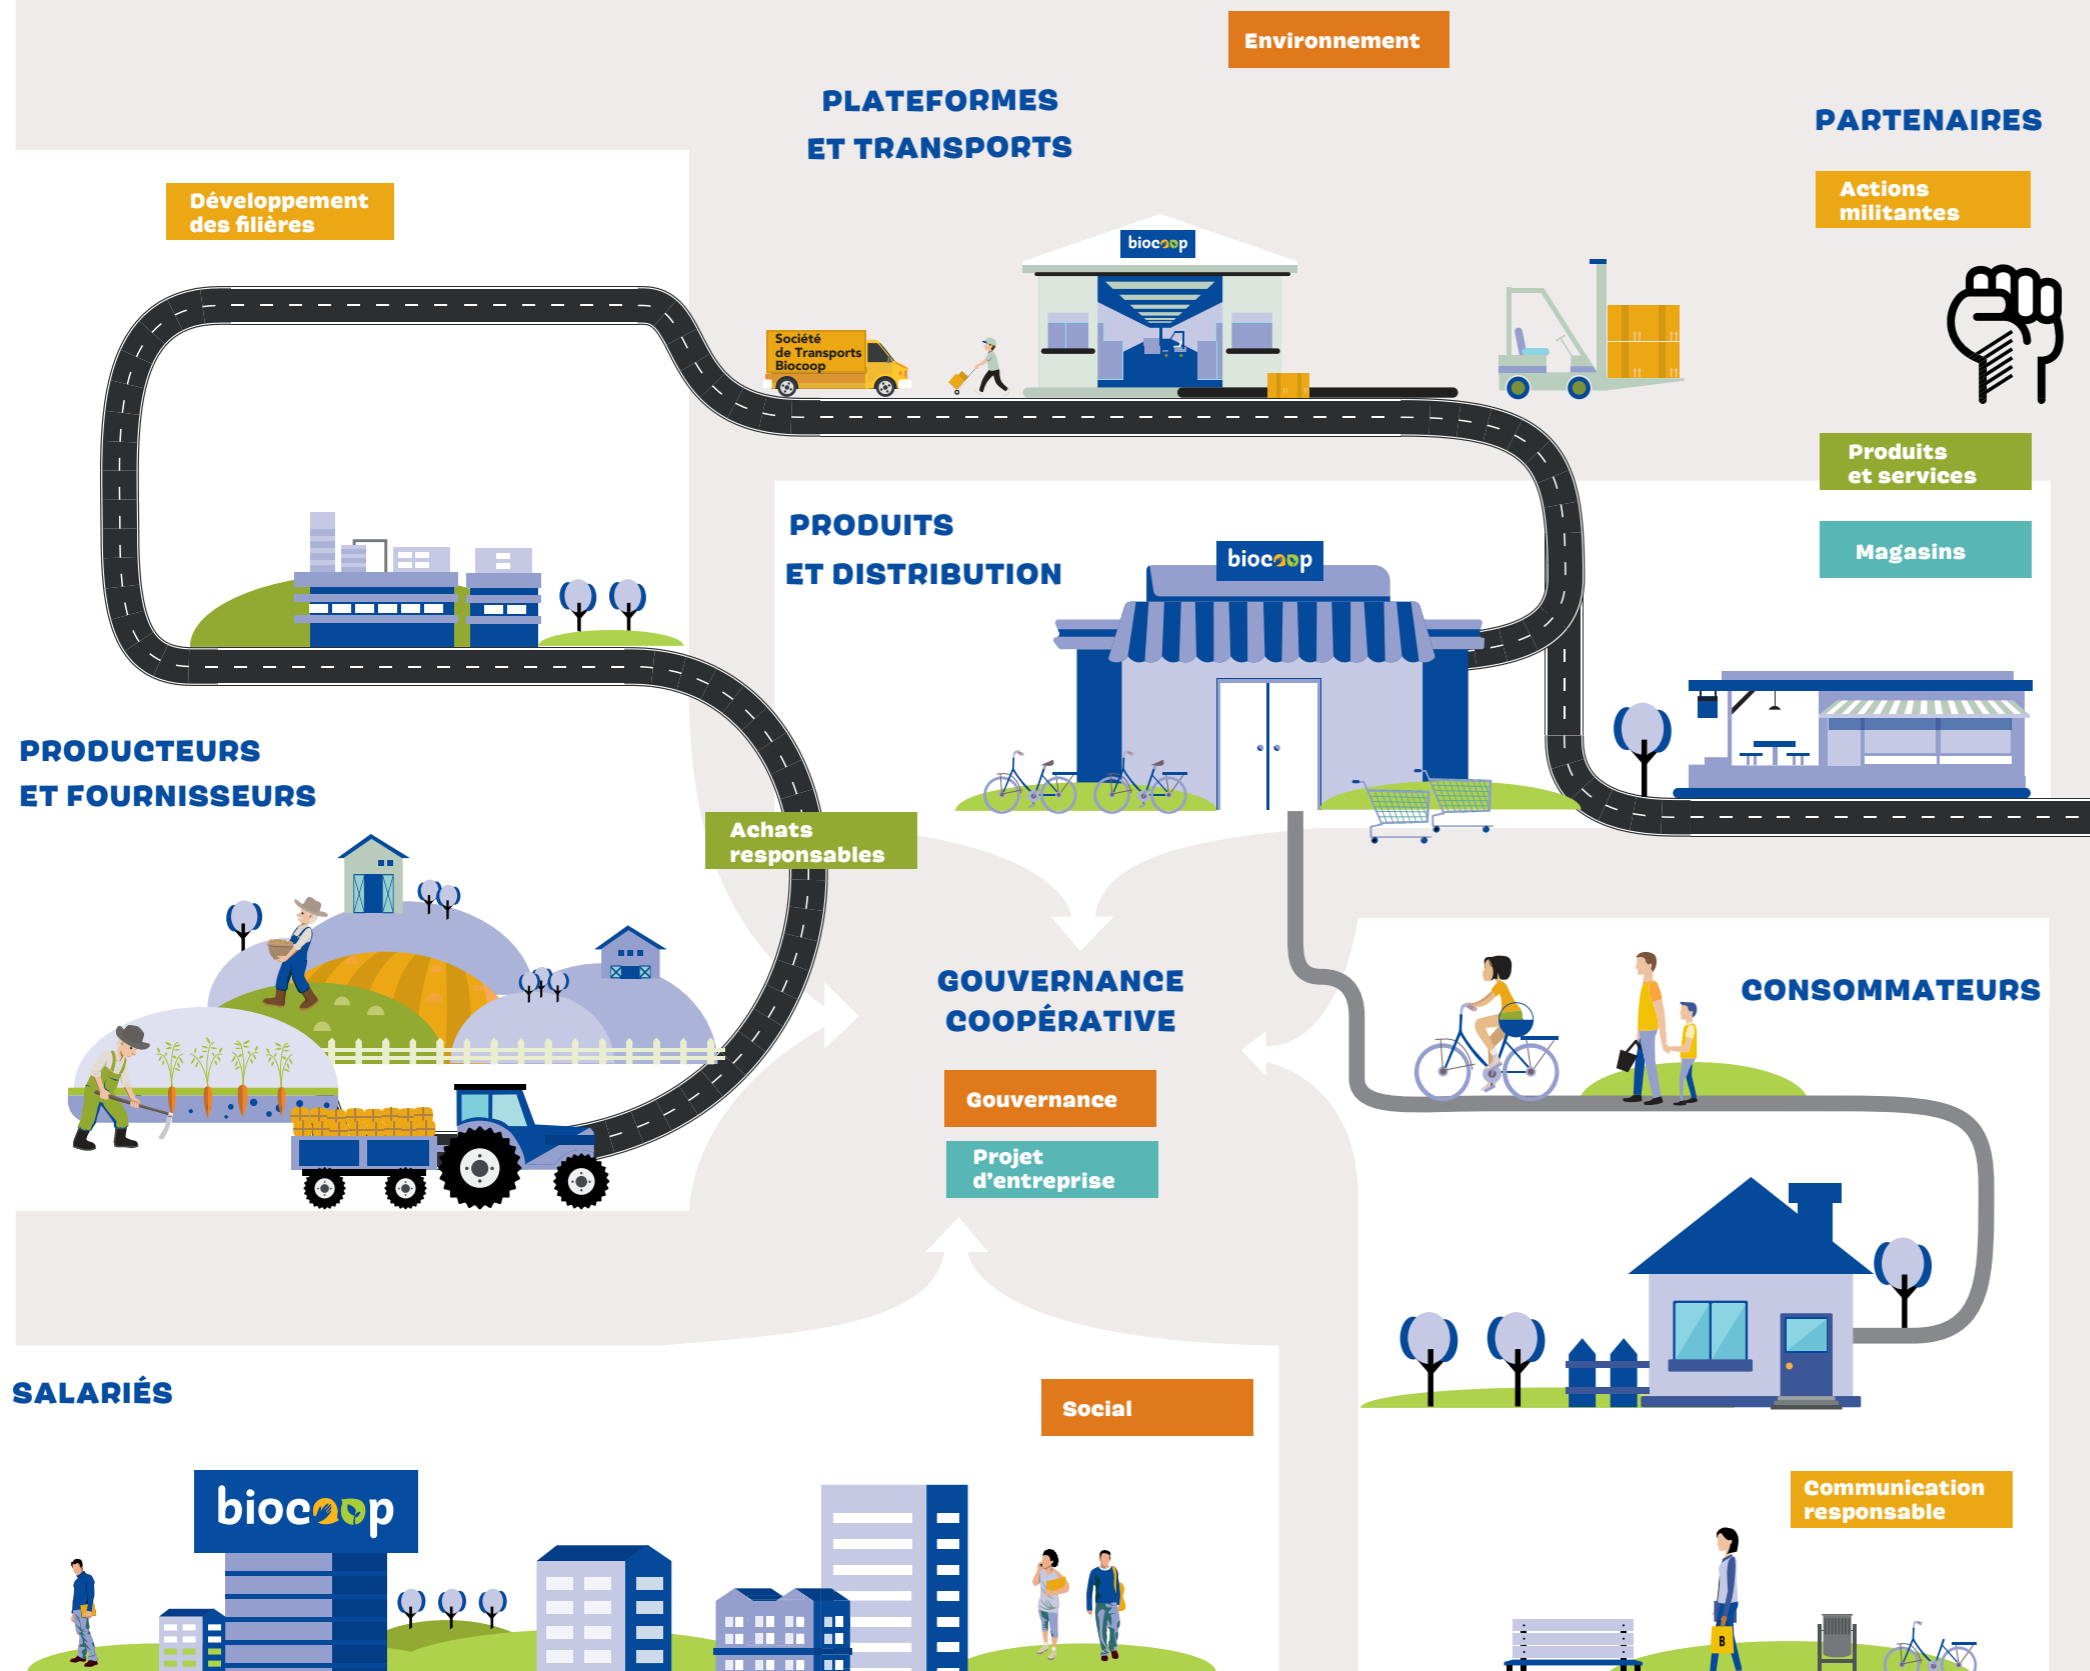 Environnement
PLATEFORMES
ET TRANSPORTS
PARTENAIRES
Actions
militantes
Développement
des filières
biocoop
Société
de Transports
Biocoop
Produits
et services
Magasins
PRODUITS
ET DISTRIBUTION
biocoop
PRODUCTEURS
ET FOURNISSEURS
Achats
responsables
GOUVERNANCE
COOPÉRATIVE
CONSOMMATEURS
Gouvernance
Projet
d'entreprise
SALARIÉS
Social
biocoop
Communication
responsable
B